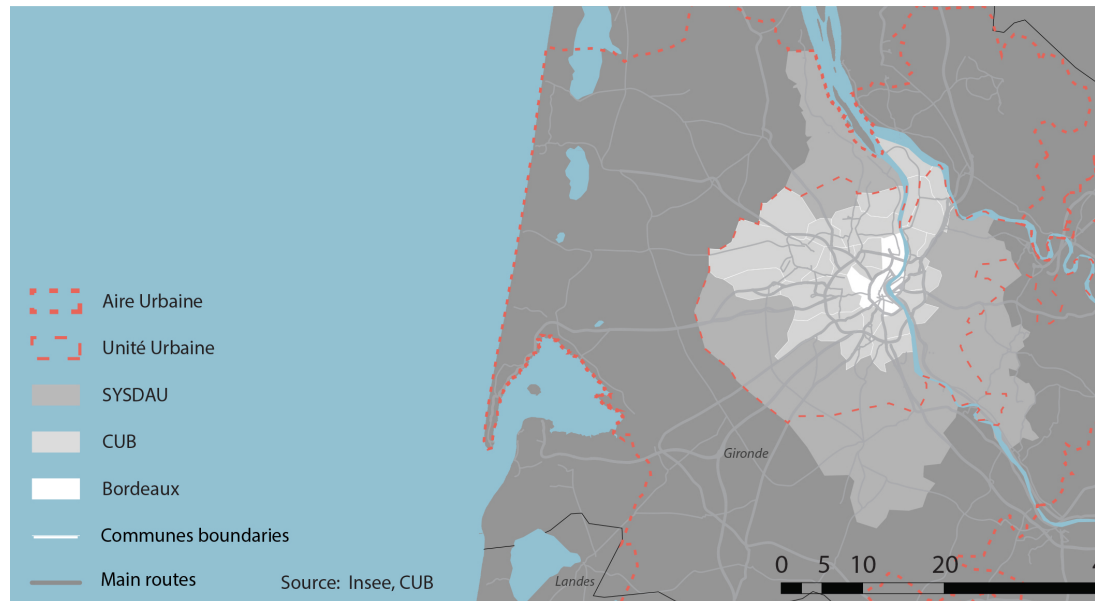 Aire Urbaine
Unité Urbaine
SYSDAU
CUB
Bordeaux
Communes boundaries
Main routes
Source: Insee, CUB
Gironde
Landes
0 5 10 20